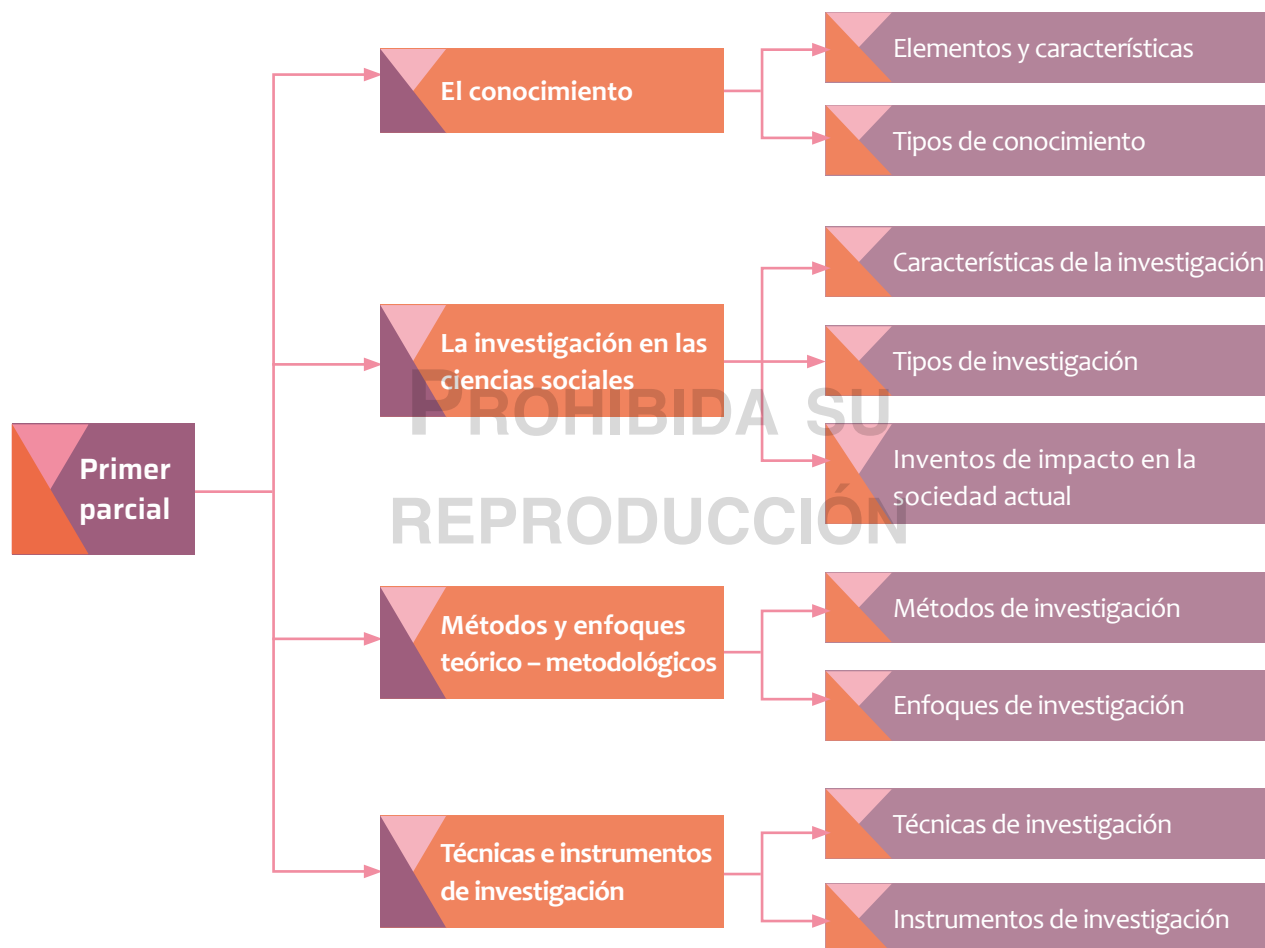 Primer
parcial
El conocimiento
Elementos y características
Tipos de conocimiento
La investigación en las
ciencias sociales
Características de la investigación
Tipos de investigación
Inventos de impacto en la
sociedad actual
Métodos y enfoques
teórico – metodológicos
Métodos de investigación
Enfoques de investigación
Técnicas e instrumentos
de investigación
Técnicas de investigación
Instrumentos de investigación
PROHIBIDA SU
REPRODUCCIÓN